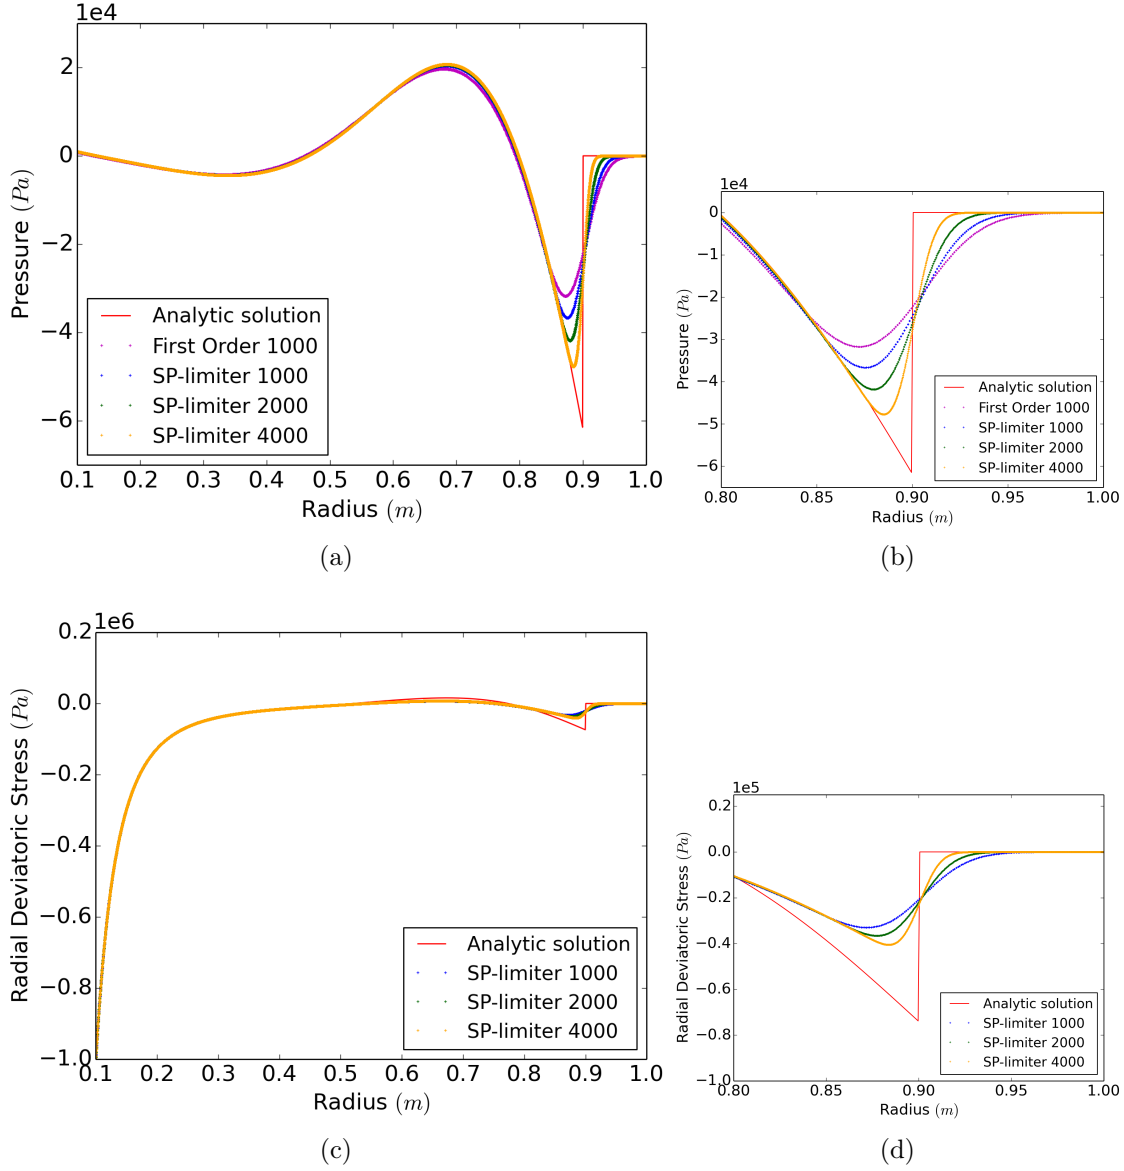 1e4
2
0
−2
−4
−6
Pressure (Pa)
Analytic solution
First Order 1000
SP-limiter 1000
SP-limiter 2000
SP-limiter 4000
0.1 0.2 0.3 0.4 0.5 0.6 0.7 0.8 0.9 1.0
Radius (m)
(a)
1e4
0
−1
−2
−3
−4
−5
−6
Pressure (Pa)
Analytic solution
First Order 1000
SP-limiter 1000
SP-limiter 2000
SP-limiter 4000
0.80 0.85 0.90 0.95 1.00
Radius (m)
(b)
1e6
0.2
0.0
−0.2
−0.4
−0.6
−0.8
−1.0
Radial Deviatoric Stress (Pa)
Analytic solution
SP-limiter 1000
SP-limiter 2000
SP-limiter 4000
0.1 0.2 0.3 0.4 0.5 0.6 0.7 0.8 0.9 1.0
Radius (m)
(c)
1e5
0.2
0.0
−0.2
−0.4
−0.6
−0.8
−1.0
Radial Deviatoric Stress (Pa)
Analytic solution
SP-limiter 1000
SP-limiter 2000
SP-limiter 4000
0.80 0.85 0.90 0.95 1.00
Radius (m)
(d)